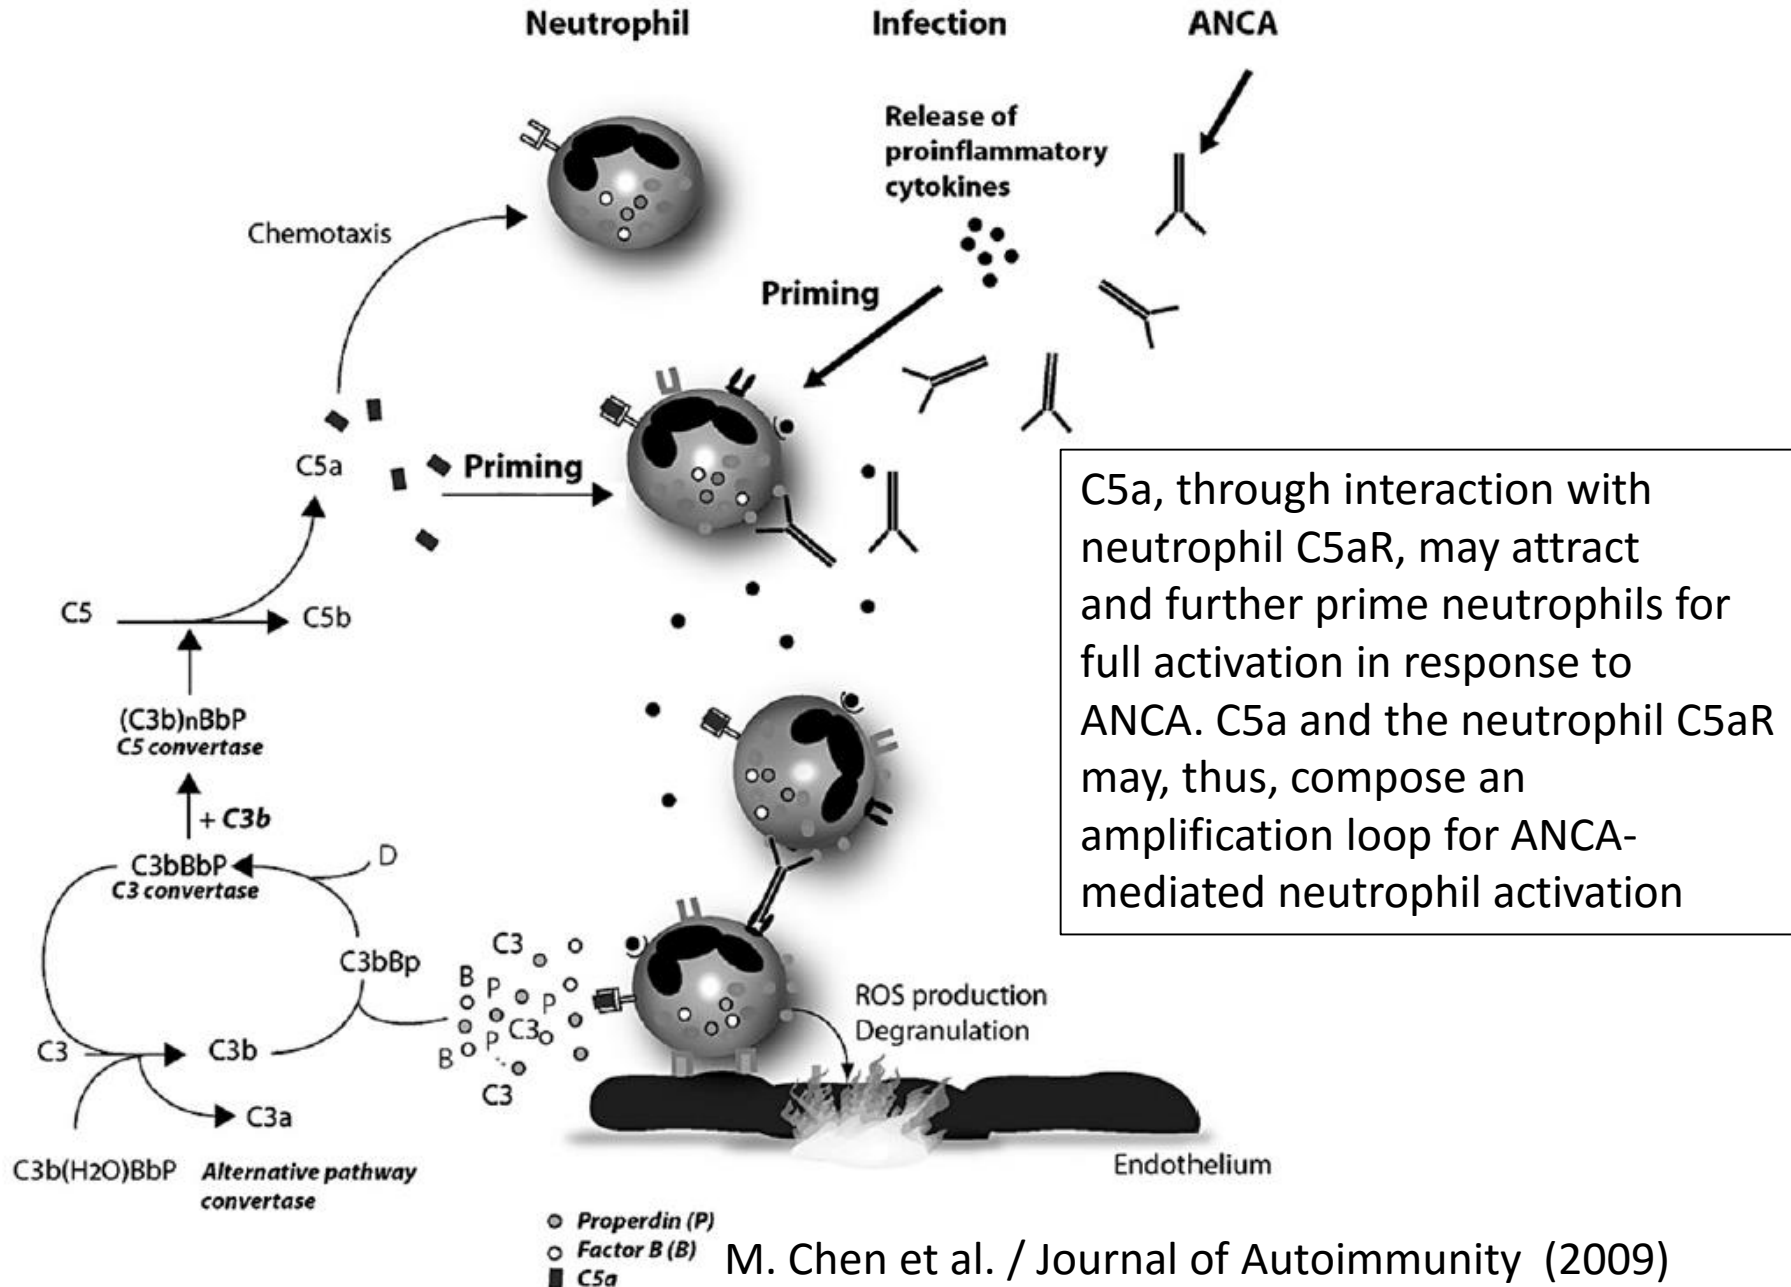 Neutrophil
Infection
ANCA
Release of
proinflammatory
cytokines
Chemotaxis
Priming
C5a
Priming
C5
C5b
(C3b)nBbP
C5 convertase
+ C3b
C3bBbP
C3 convertase
D
C3bBp
C3
B
P
P
C3
P
B
C3
C3
C3b
C3a
C3b(H2O)BbP
Alternative pathway
convertase
ROS production
Degranulation
Endothelium
Properdin (P)
Factor B (B)
C5a
C5a, through interaction with
neutrophil C5aR, may attract
and further prime neutrophils for
full activation in response to
ANCA. C5a and the neutrophil C5aR
may, thus, compose an
amplification loop for ANCA-
mediated neutrophil activation
M. Chen et al. / Journal of Autoimmunity (2009)